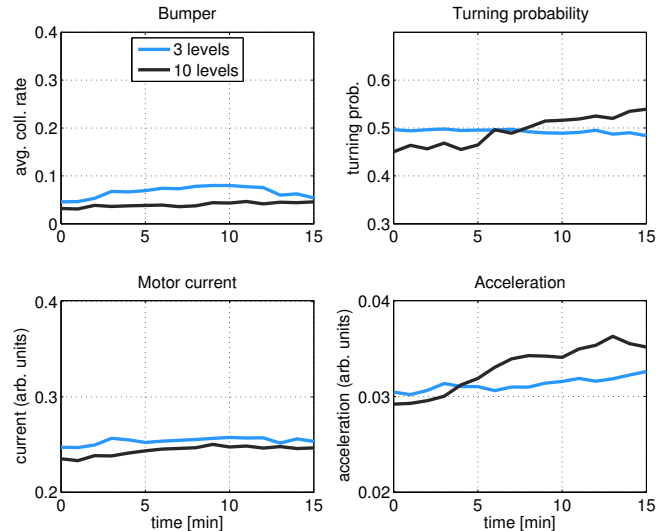 Bumper
Turning probability
avg. coll. rate
0.4
0.3
0.2
0.1
0
0
5
10
15
3 levels
10 levels
turning prob.
0.6
0.5
0.4
0.3
0
5
10
15
Motor current
Acceleration
current (arb. units)
0.4
0.3
0.2
0
5
10
15
time [min]
acceleration (arb. units)
0.04
0.03
0.02
0
5
10
15
time [min]